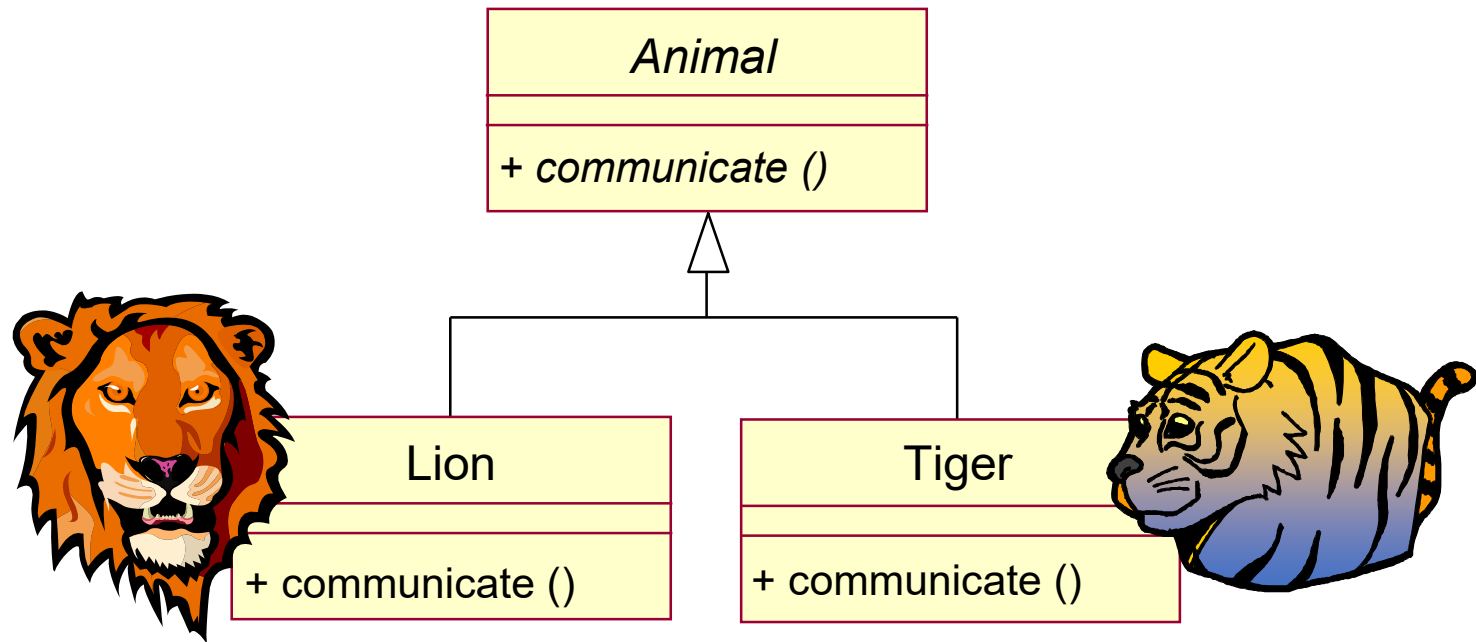 Animal
+ communicate ()
Lion
+ communicate ()
Tiger
+ communicate ()